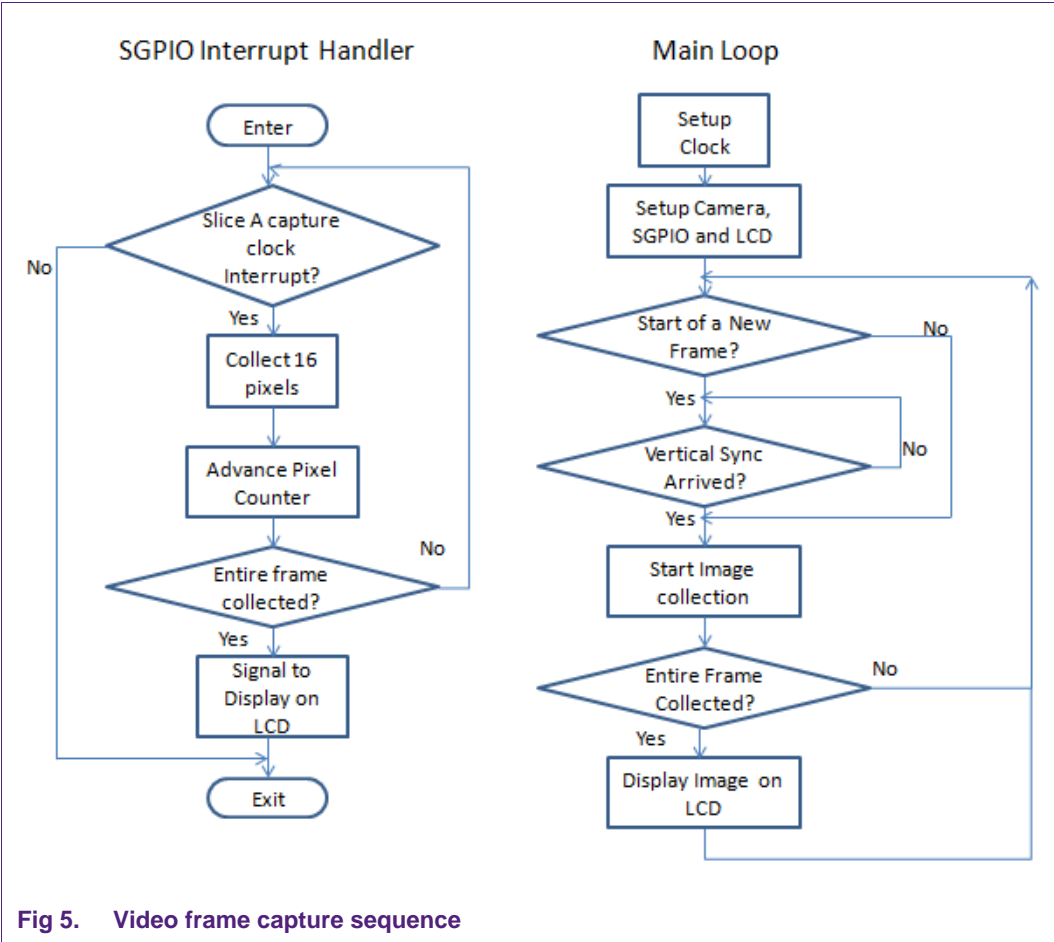 SGPIO Interrupt Handler
Enter
Slice A capture
clock
Interrupt?
No
Yes
Collect 16
pixels
Advance Pixel
Counter
No
Entire frame
collected?
Yes
Signal to
Display on
LCD
Exit
Main Loop
Setup
Clock
Setup Camera,
SGPIO and LCD
Start of a New
Frame?
No
Yes
Vertical Sync
Arrived?
No
Yes
Start Image
collection
Entire Frame
Collected?
No
Yes
Display Image on
LCD
Fig 5. Video frame capture sequence